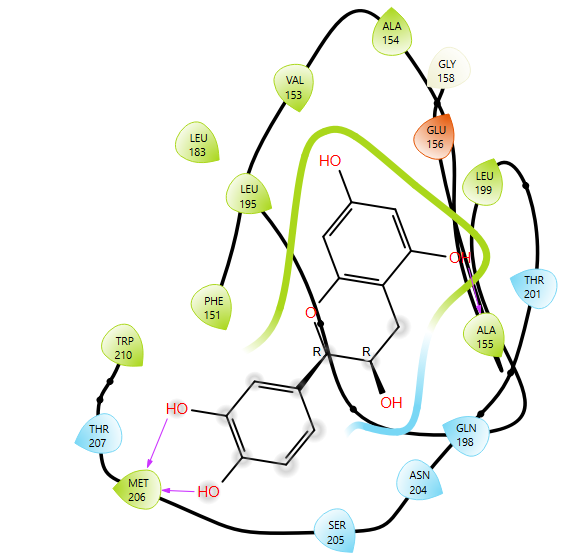 ALA
154
GLY
158
VAL
153
GLU
156
LEU
183
HO
LEU
199
LEU
195
OH
THR
201
PHE
151
O
ALA
155
TRP
210
R
R
HO
OH
THR
207
GLN
198
MET
206
HO
ASN
204
SER
205